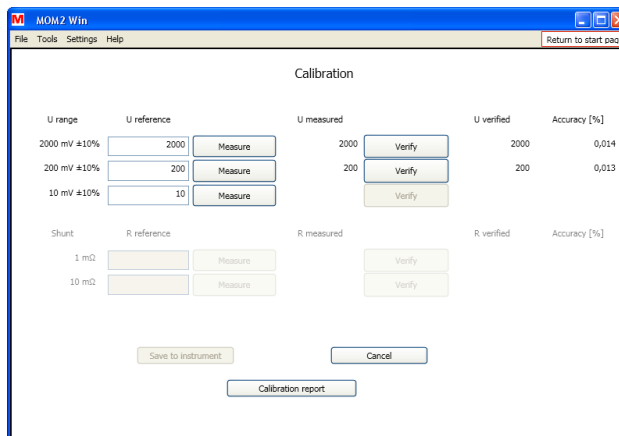 M MOM2 Win
File Tools Settings Help Return to start pag
Calibration
U range U reference U measured U verified Accuracy [%]
2000 mV ±10% 2000 Measure 2000 Verify 2000 0,014
200 mV ±10% 200 Measure 200 Verify 200 0,013
10 mV ±10% 10 Measure Verify
Shunt R reference R measured R verified Accuracy [%]
1 mΩ Measure Verify
10 mΩ Measure Verify
Save to instrument Cancel
Calibration report